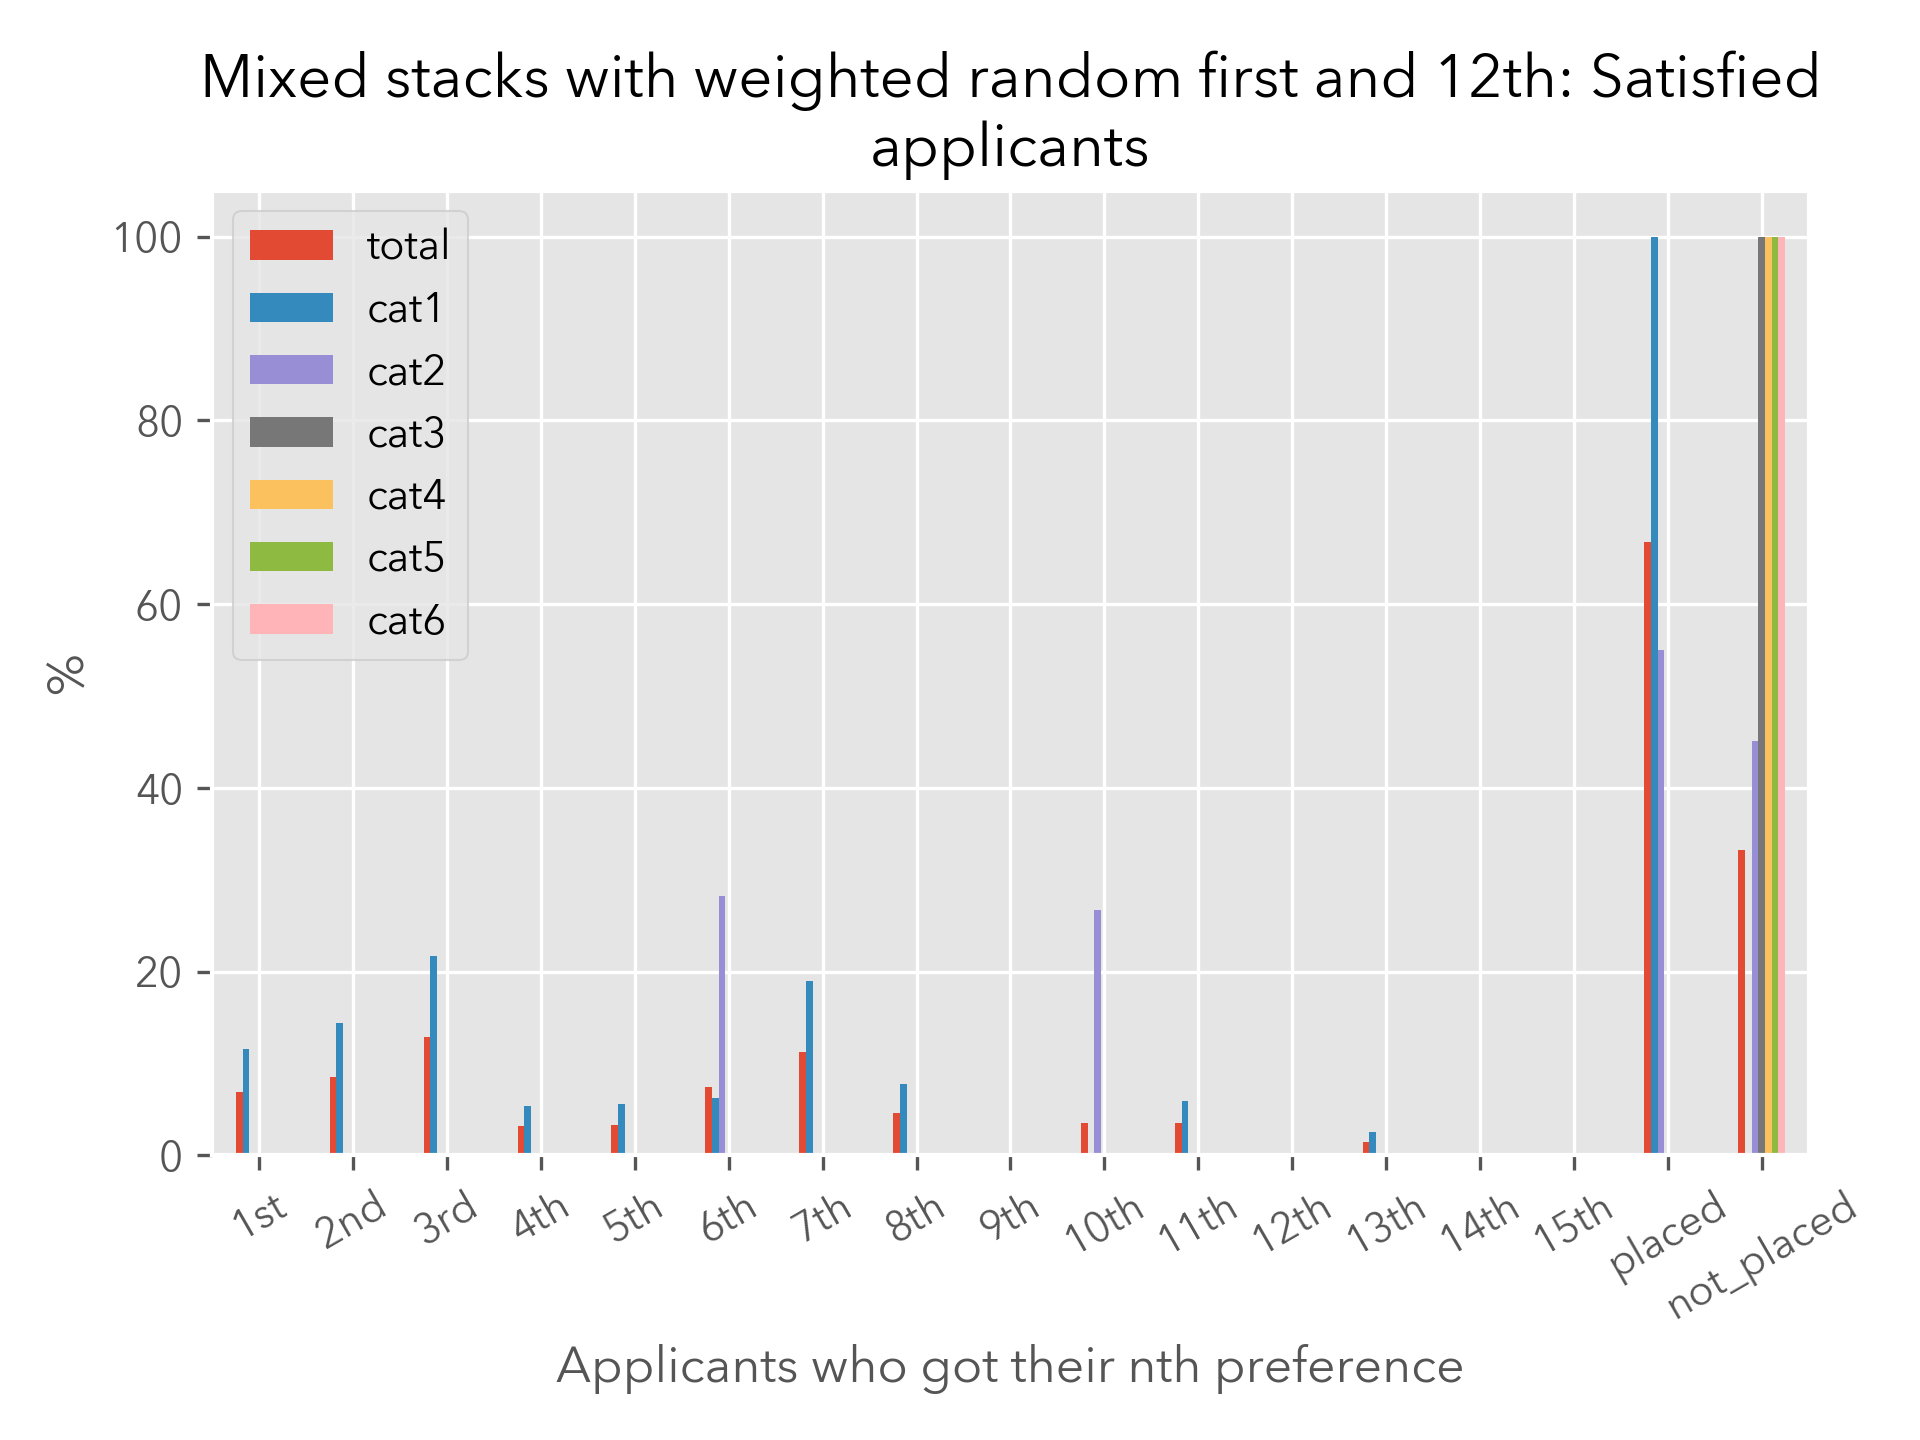 Mixed stacks with weighted random first and 12th: Satisfied
applicants
100
80
60
40
20
0
%
total
cat1
cat2
cat3
cat4
cat5
cat6
1st
2nd
3rd
4th
5th
6th
7th
8th
9th
10th
11th
12th
13th
14th
15th
placed
not_placed
Applicants who got their nth preference